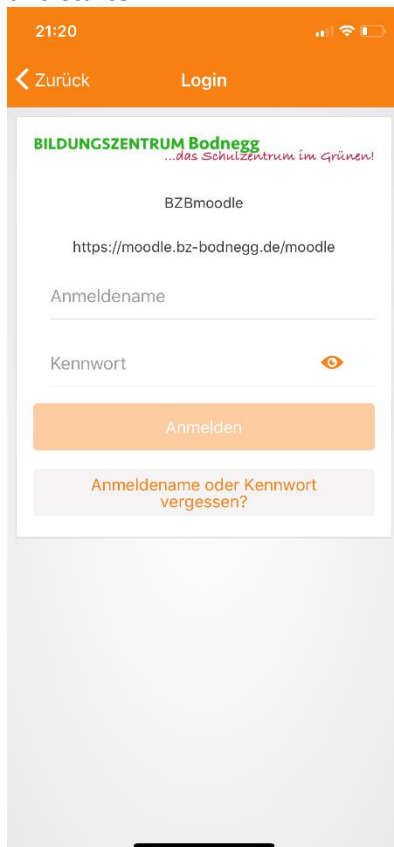 21:20
Zurück
Login
BILDUNGSZENTRUM Bodnegg
...das Schulzentrum im Grünen!
BZBmoodle
https://moodle.bz-bodnegg.de/moodle
Anmeldename
Kennwort
Anmelden
Anmeldename oder Kennwort
vergessen?